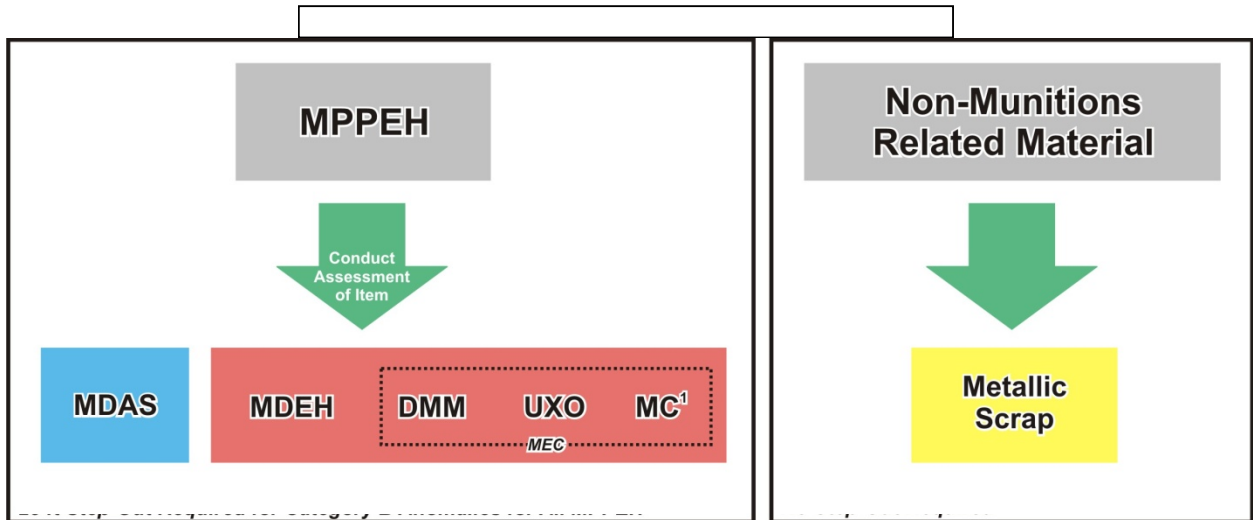 MPPEH
Conduct
Assessment
of Item
MDAS
MDEH
DMM
UXO
MC¹
MEC
Non-Munitions
Related Material
Metallic
Scrap